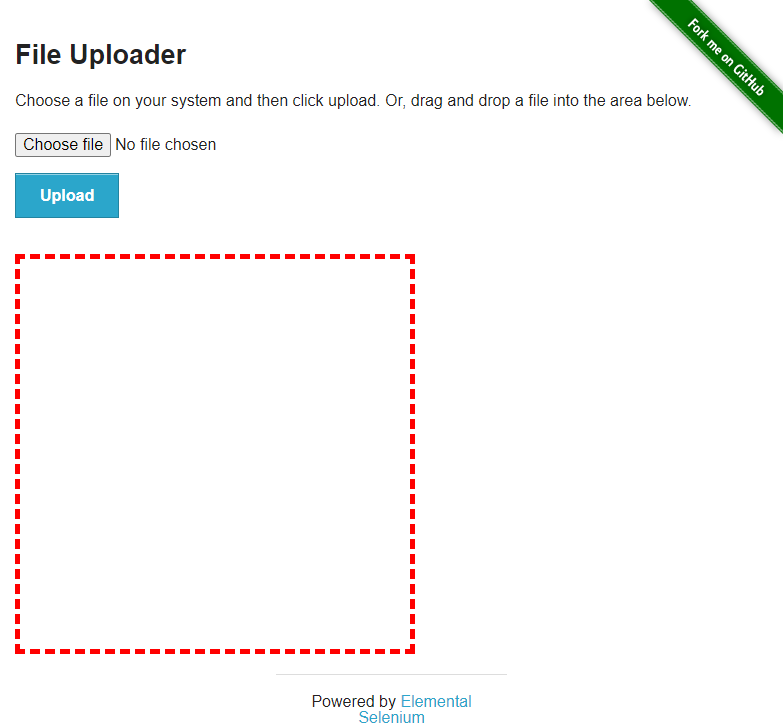 Fork me on GitHub
File Uploader
Choose a file on your system and then click upload. Or, drag and drop a file into the area below.
Choose file No file chosen
Upload
Powered by Elemental
Selenium